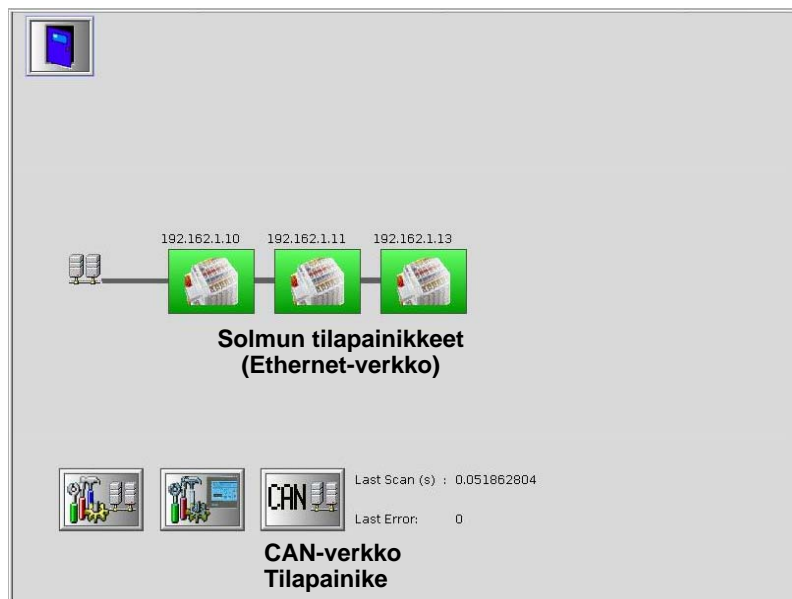 192.162.1.10 192.162.1.11 192.162.1.13
Solmun tilapainikkeet
(Ethernet-verkko)
CAN
Last Scan (s) : 0.051862804
Last Error: 0
CAN-verkko
Tilapainike